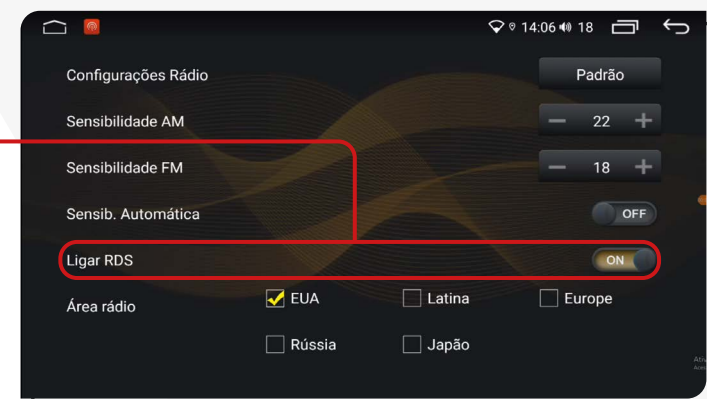 14:06 18
Configurações Rádio Padrão
Sensibilidade AM 22
Sensibilidade FM 18
Sensib. Automática OFF
Ligar RDS ON
Área rádio EUA Latina Europe
Rússia Japão